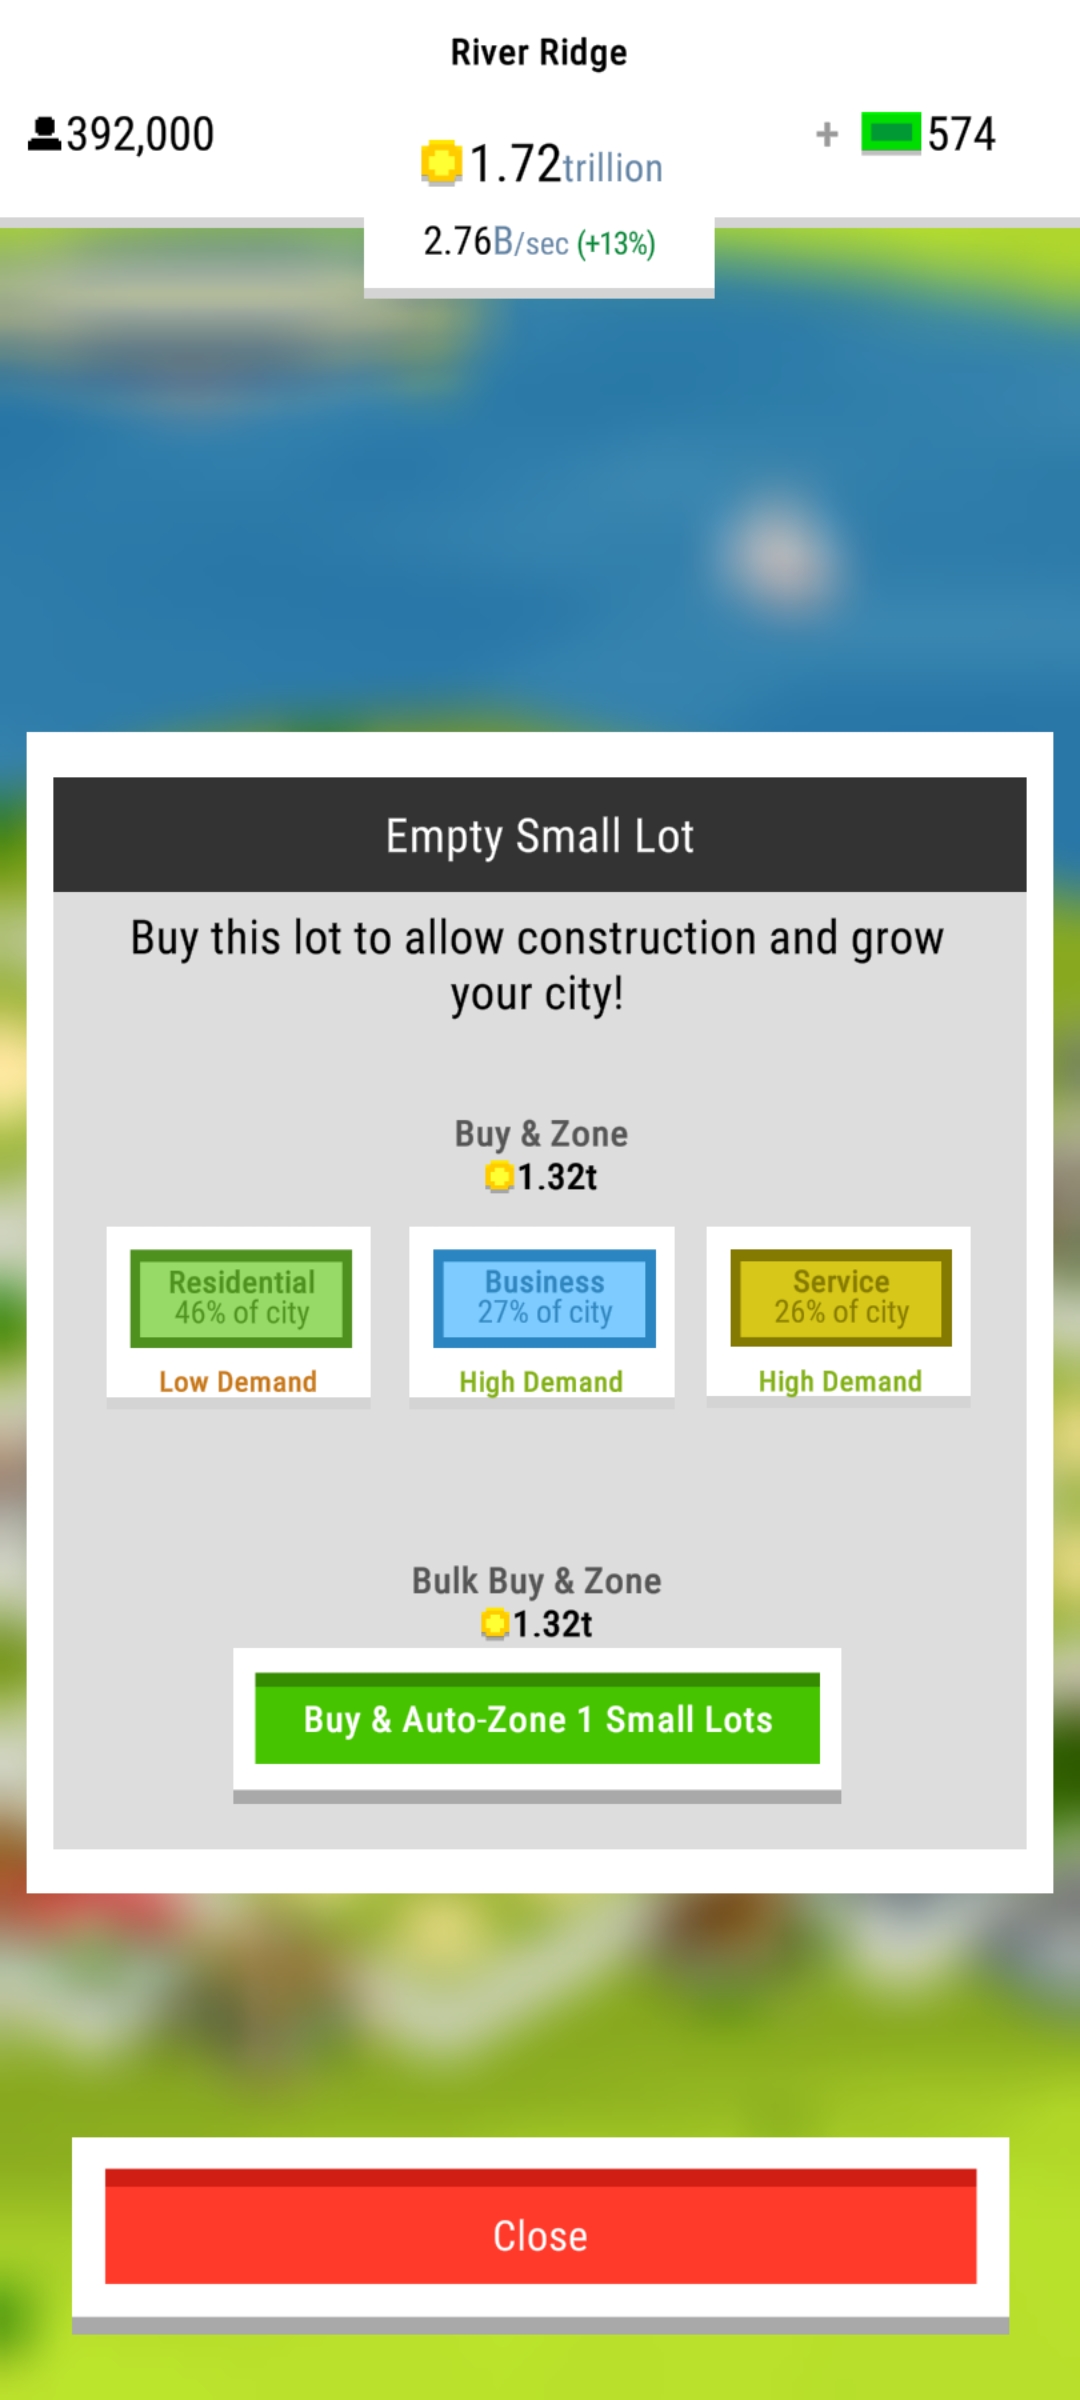 River Ridge
392,000
1.72trillion
+ 574
2.76B/sec (+13%)
Empty Small Lot
Buy this lot to allow construction and grow
your city!
Buy & Zone
1.32t
Residential
46% of city
Low Demand
Business
27% of city
High Demand
Service
26% of city
High Demand
Bulk Buy & Zone
1.32t
Buy & Auto-Zone 1 Small Lots
Close